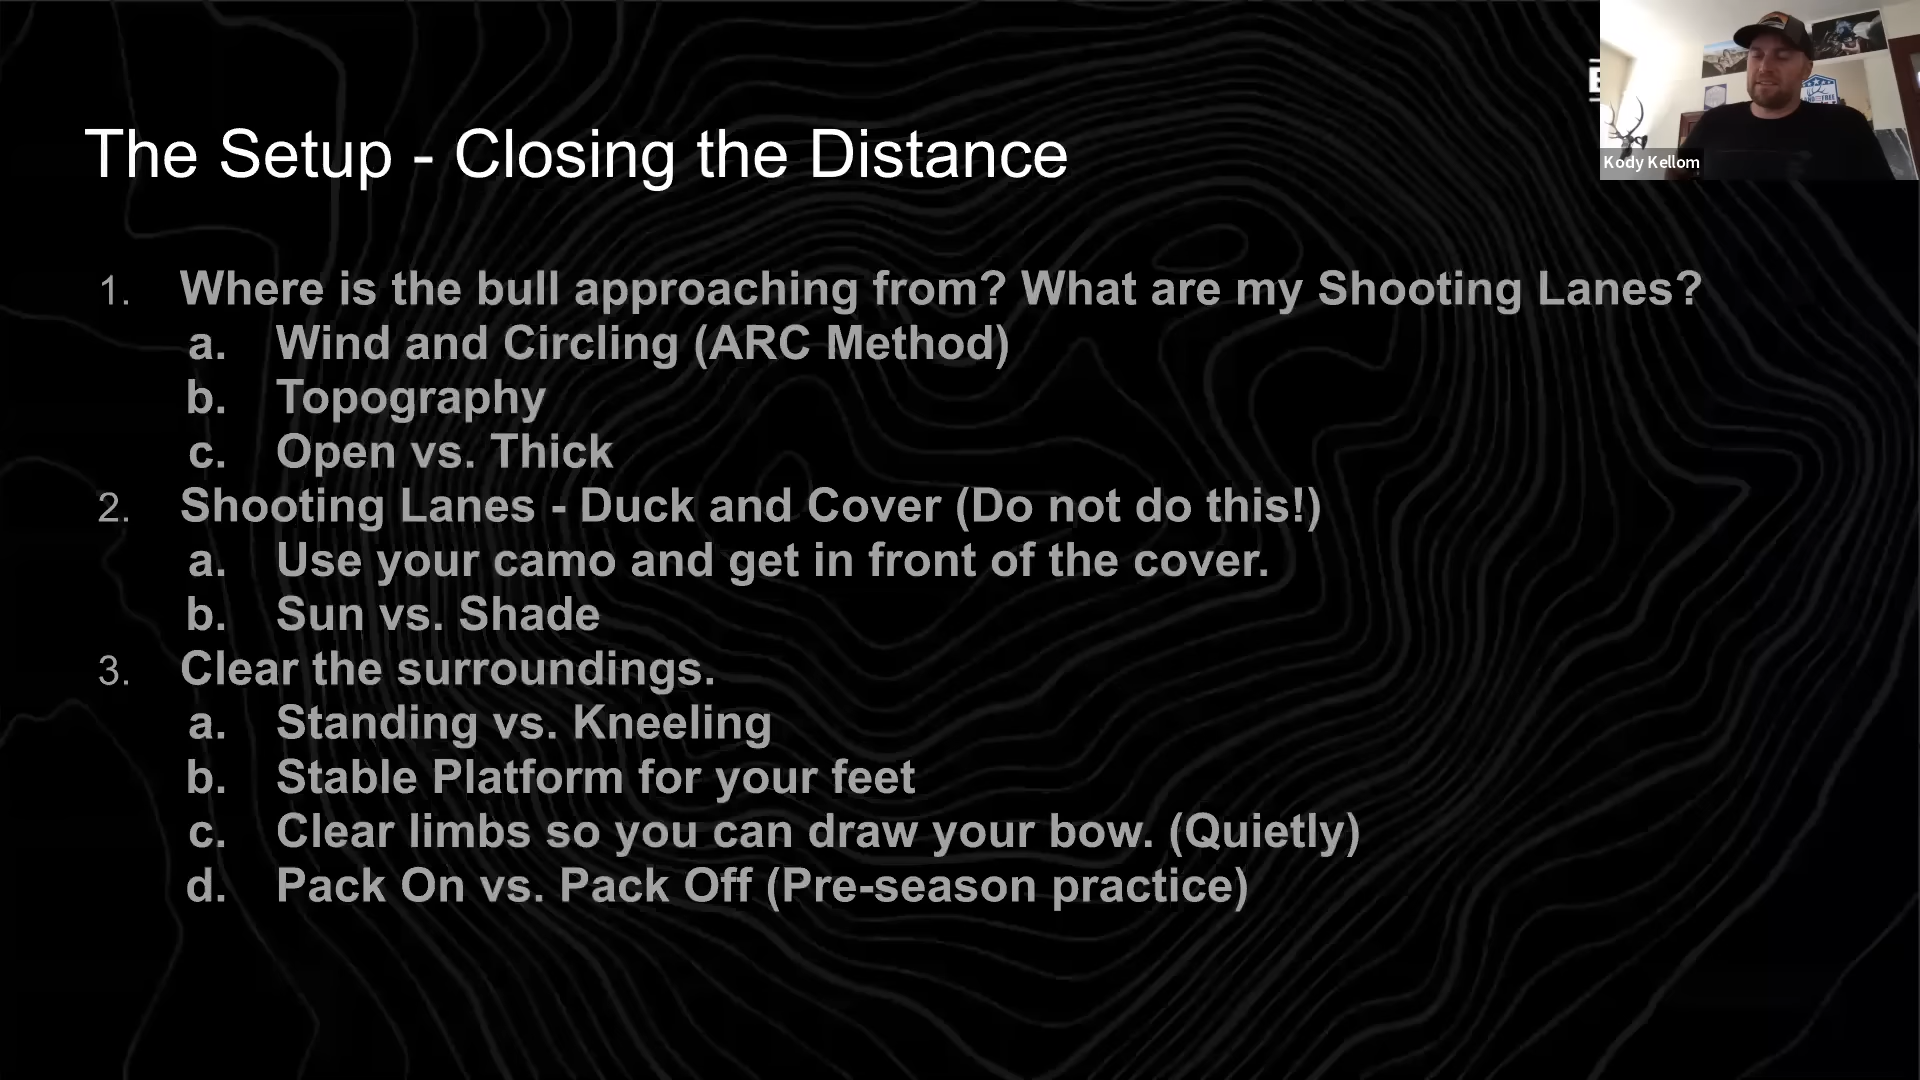 The Setup - Closing the Distance
Kody Kellom
1. Where is the bull approaching from? What are my Shooting Lanes?
a. Wind and Circling (ARC Method)
b. Topography
c. Open vs. Thick
2. Shooting Lanes - Duck and Cover (Do not do this!)
a. Use your camo and get in front of the cover.
b. Sun vs. Shade
3. Clear the surroundings.
a. Standing vs. Kneeling
b. Stable Platform for your feet
c. Clear limbs so you can draw your bow. (Quietly)
d. Pack On vs. Pack Off (Pre-season practice)